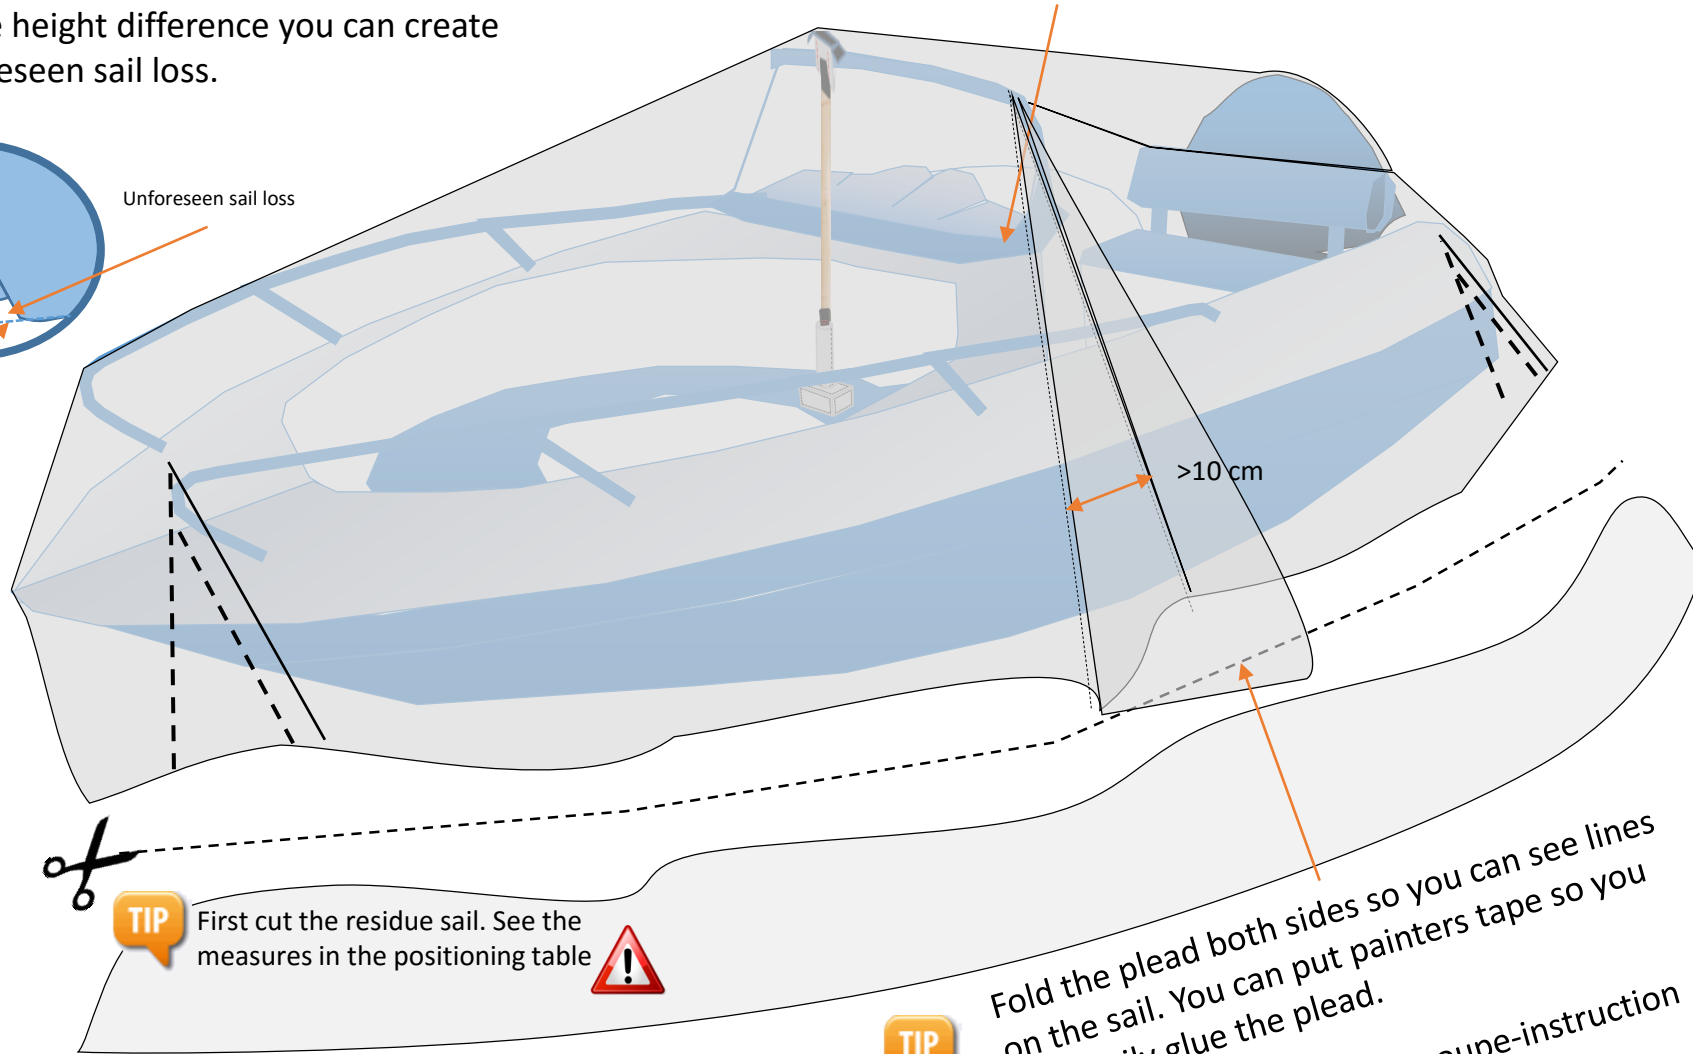 height difference you can create
sail loss.
Unforeseen sail loss
>10 cm
TIP
First cut the residue sail. See the
measures in the positioning table
Fold the plead both sides so you can see lines
on the sail. You can put painters tape so you
glue the plead.
TIP